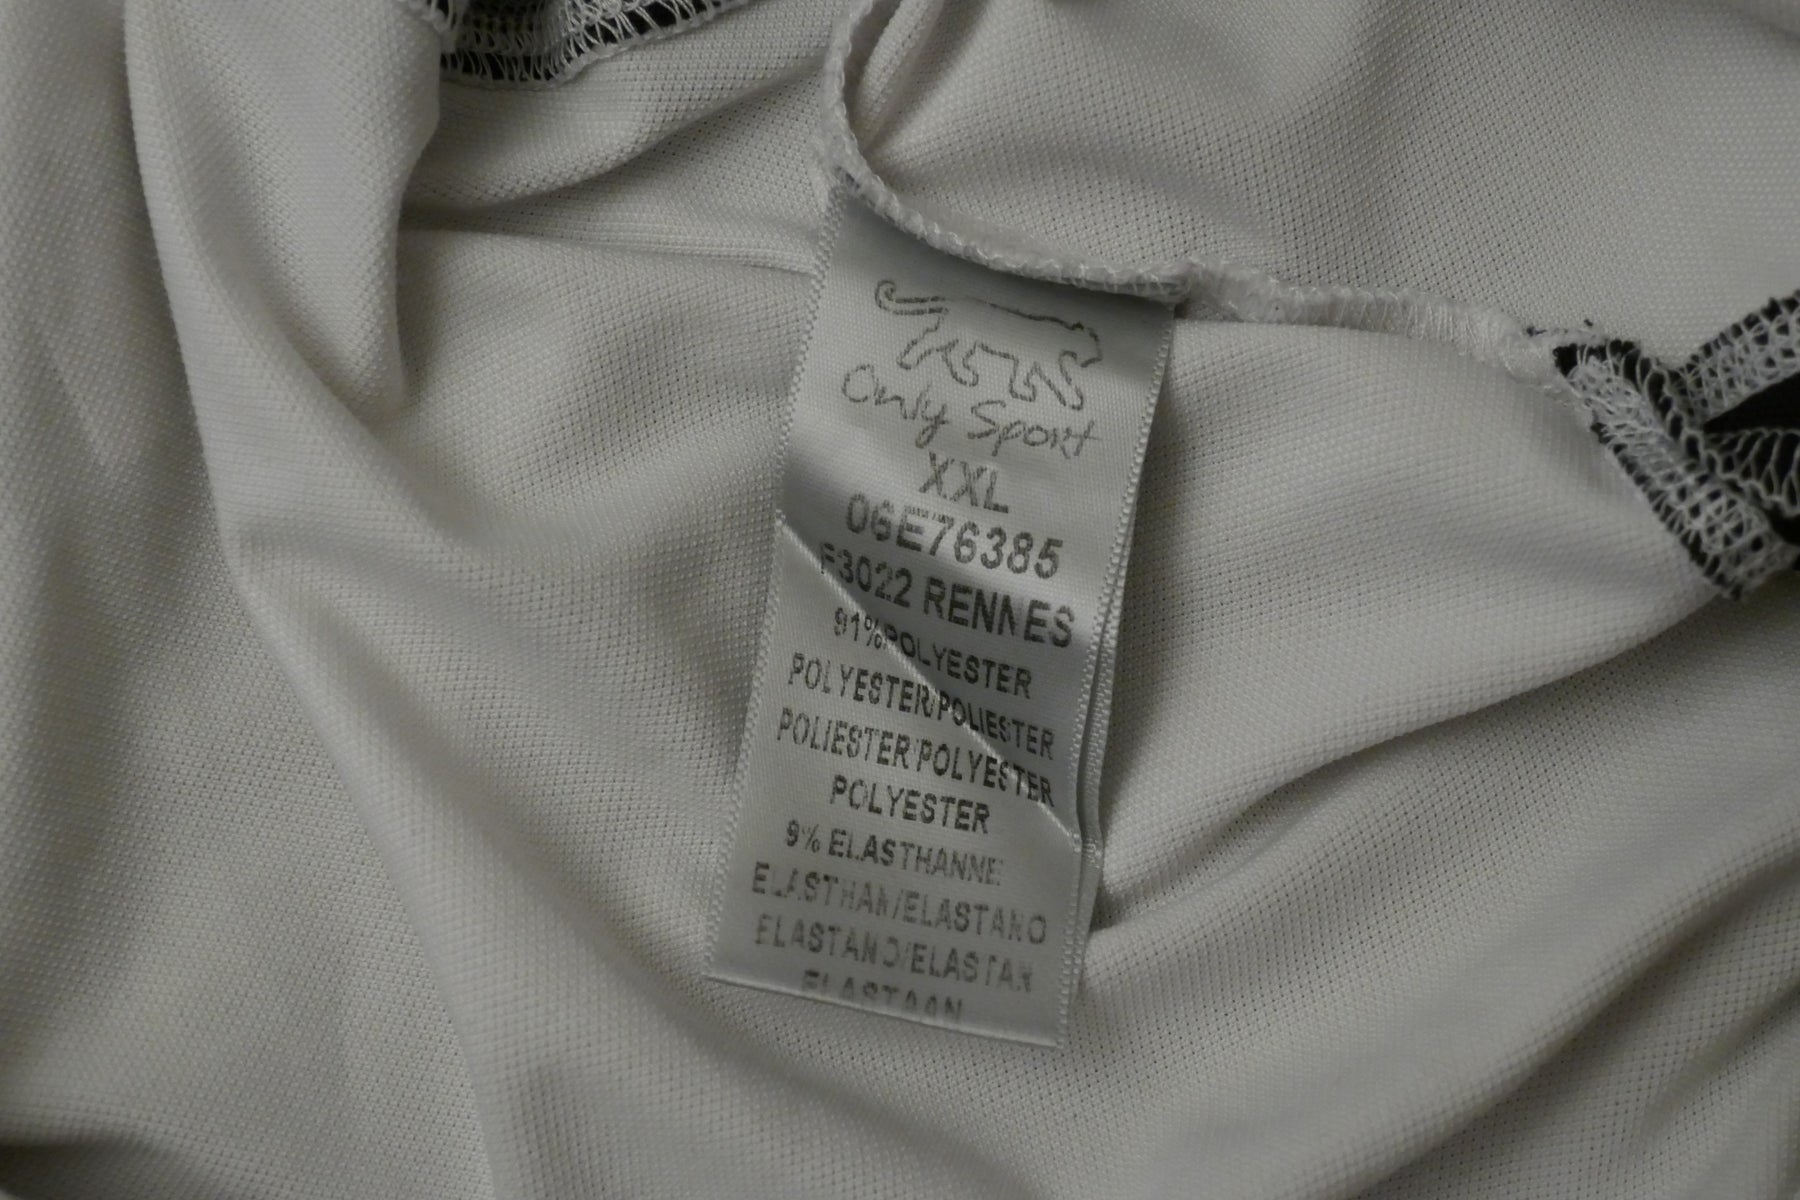 Only Sport
XXL
06E76385
F3022 RENNES
91%POLYESTER
POLYESTER/POLIESTER
POLIESTER/POLYESTER
POLYESTER
9% ELASTHANNE
ELASTHAN/ELASTANO
ELASTANO/ELASTAN
ELASTAAN